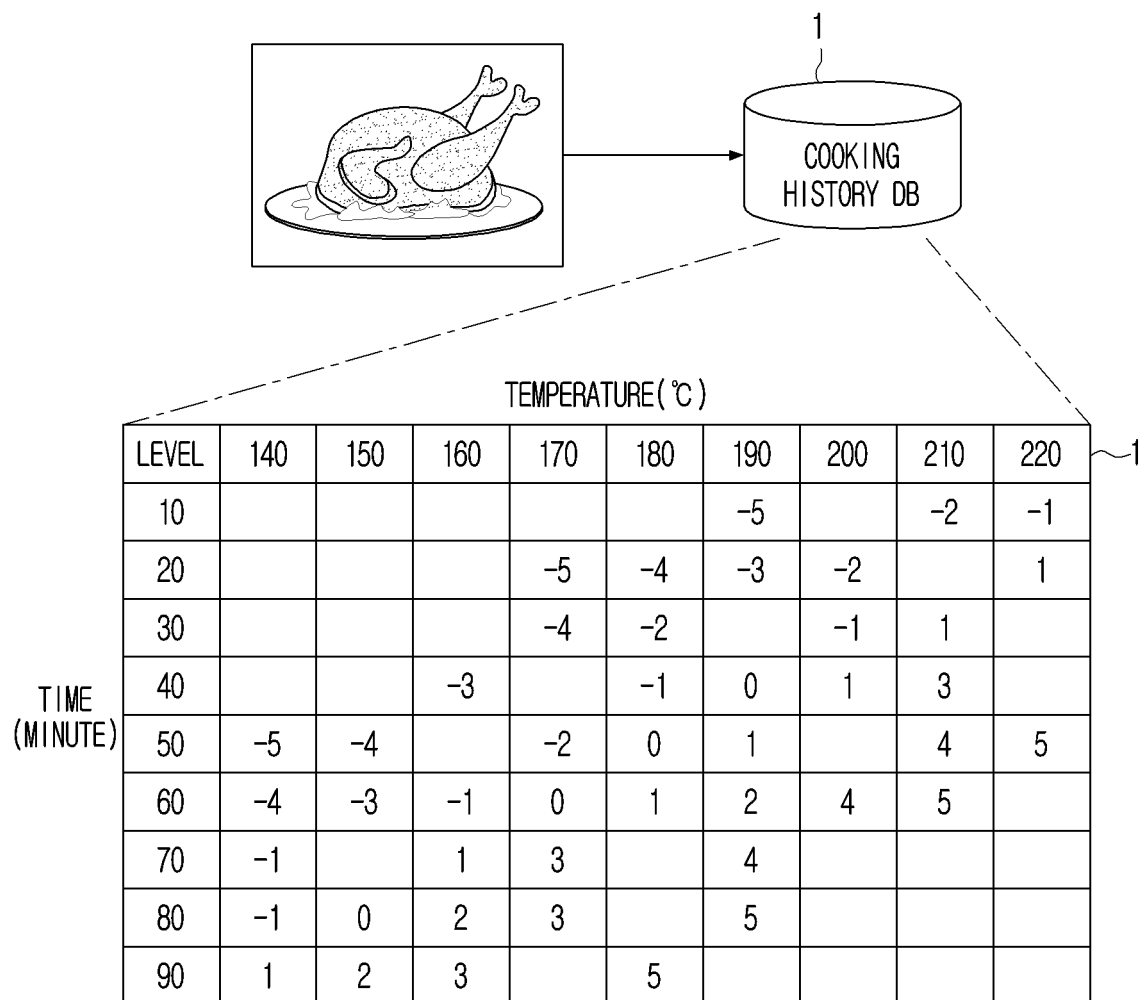 1
COOKING
HISTORY DB
TEMPERATURE(℃)
LEVEL 140 150 160 170 180 190 200 210 220
1
10 -5 -2 -1
20 -5 -4 -3 -2 1
30 -4 -2 -1 1
40 -3 -1 0 1 3
TIME
(MINUTE)
50 -5 -4 -2 0 1 4 5
60 -4 -3 -1 0 1 2 4 5
70 -1 1 3 4
80 -1 0 2 3 5
90 1 2 3 5